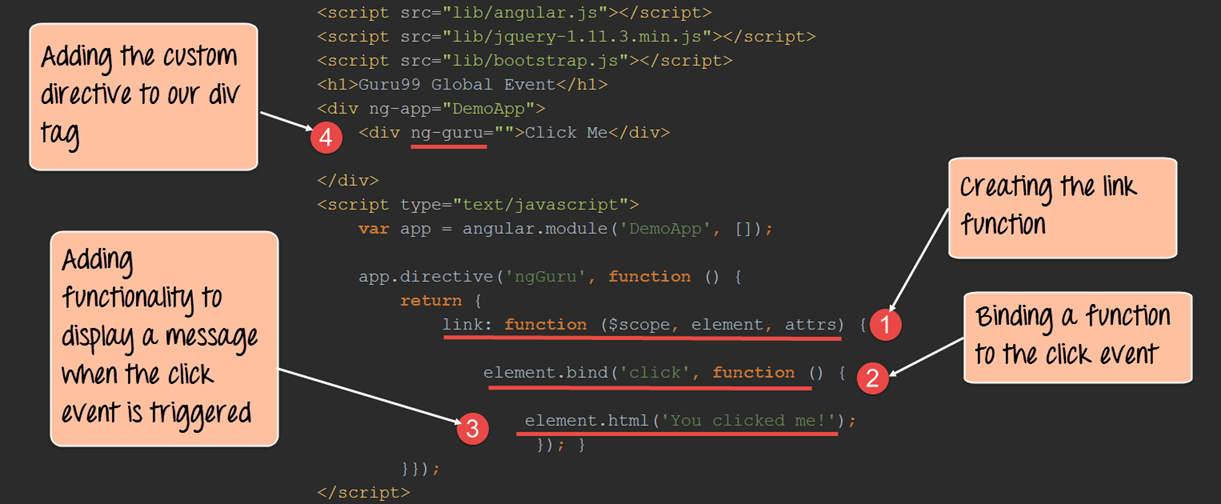 <script src="lib/angular.js"></script>
<script src="lib/jquery-1.11.3.min.js"></script>
<script src="lib/bootstrap.js"></script>
<h1>Guru99 Global Event</h1>
<div ng-app="DemoApp">
<div ng-guru="">Click Me</div>
</div>
<script type="text/javascript">
var app = angular.module('DemoApp', []);
app.directive('ngGuru', function () {
return {
link: function ($scope, element, attrs) {
element.bind('click', function () {
element.html('You clicked me!');
}); }
}});
</script>
Adding the custom
directive to our div
tag
4
Adding
functionality to
display a message
when the click
event is triggered
3
Creating the link
function
1
Binding a function
to the click event
2